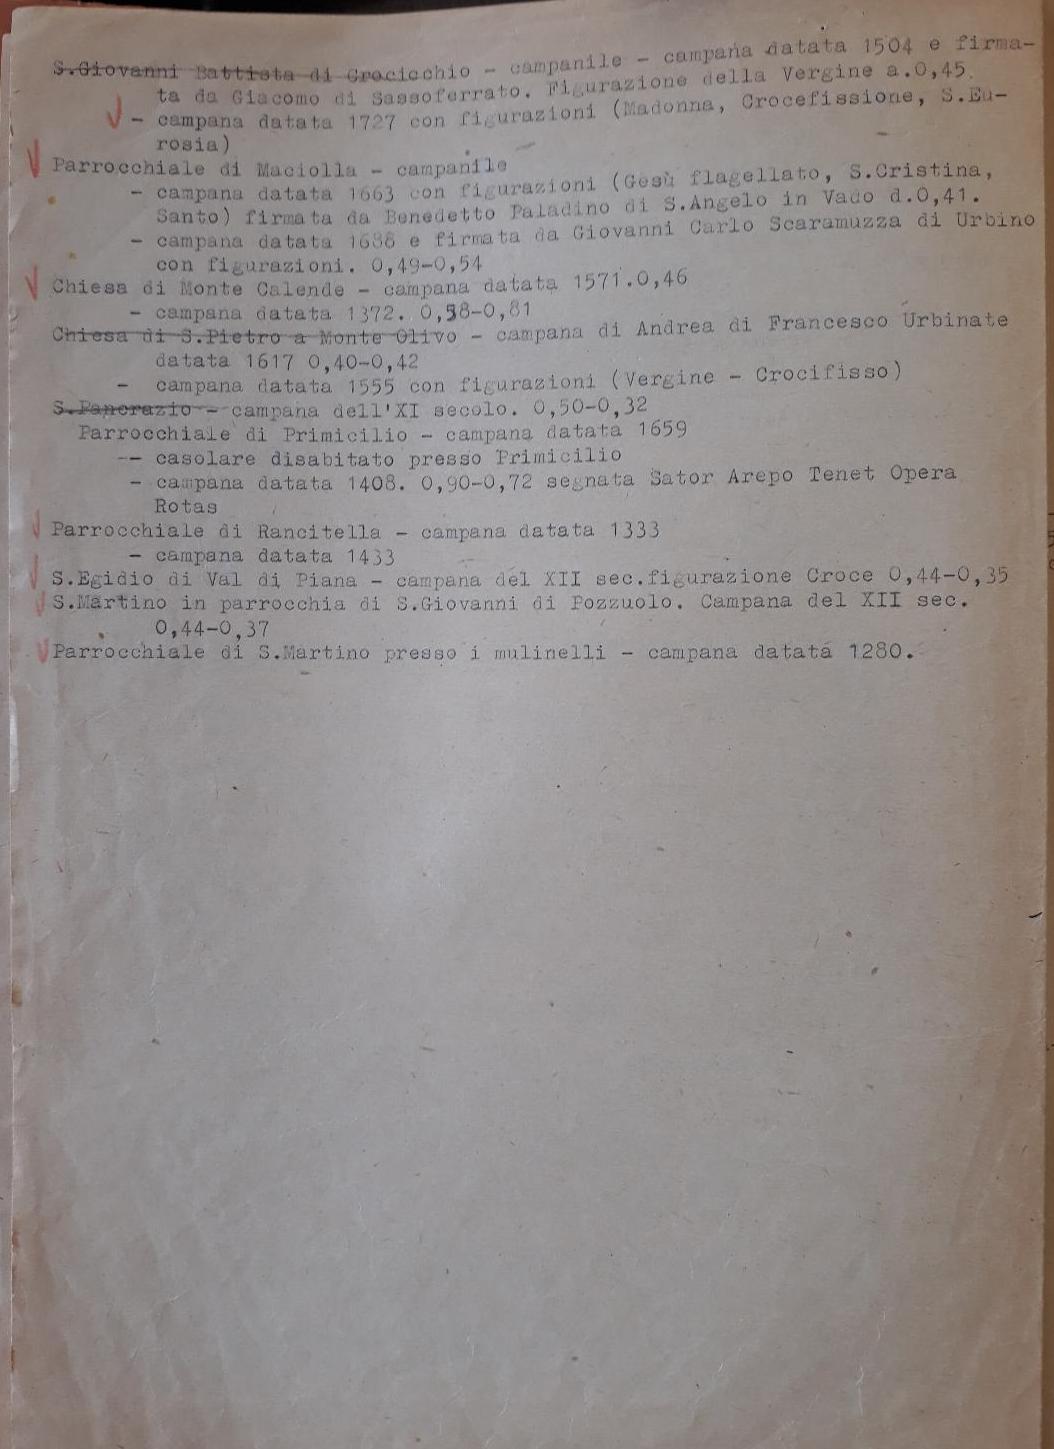 S.Giovanni Battista di Crocicchio - campanile - campana datata 1504 e firma-
ta da Giacomo di Sassoferrato. Figurazione della Vergine a.0,45.
- campana datata 1727 con figurazioni (Madonna, Crocefissione, S.Eu-
rosia)
Parrocchiale di Maciolla - campanile
- campana datata 1663 con figurazioni (Gesù flagellato, S.Cristina,
Santo) firmata da Benedetto Paladino di S.Angelo in Vado d.0,41.
- campana datata 1686 e firmata da Giovanni Carlo Scaramuzza di Urbino
con figurazioni. 0,49-0,54
Chiesa di Monte Calende - campana datata 1571.0,46
- campana datata 1372. 0,58-0,81
Chiesa di S.Pietro a Monte Olivo - campana di Andrea di Francesco Urbinate
datata 1617 0,40-0,42
- campana datata 1555 con figurazioni (Vergine - Crocifisso)
S.Pancrazio - campana dell'XI secolo. 0,50-0,32
Parrocchiale di Primicilio - campana datata 1659
-- casolare disabitato presso Primicilio
- campana datata 1408. 0,90-0,72 segnata Sator Arepo Tenet Opera
Rotas
Parrocchiale di Rancitella - campana datata 1333
- campana datata 1433
S.Egidio di Val di Piana - campana del XII sec.figurazione Croce 0,44-0,35
S.Martino in parrocchia di S.Giovanni di Pozzuolo. Campana del XII sec.
0,44-0,37
Parrocchiale di S.Martino presso i mulinelli - campana datata 1280.